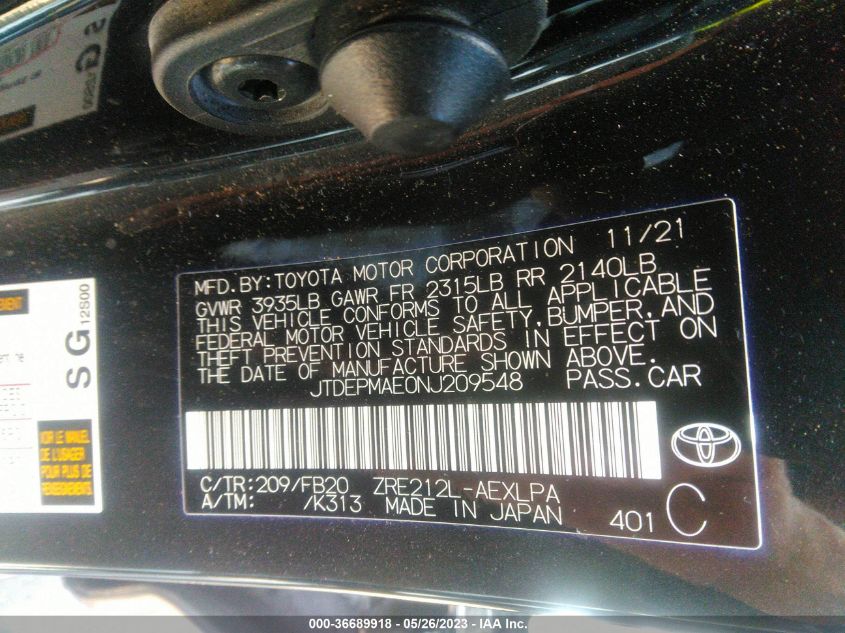 MFD. BY: TOYOTA MOTOR CORPORATION 11/21
GVWR 3935LB GAWR FR 2315LB RR 2140LB
THIS VEHICLE CONFORMS TO ALL APPLICABLE
FEDERAL MOTOR VEHICLE SAFETY, BUMPER, AND
THEFT PREVENTION STANDARDS IN EFFECT ON
THE DATE OF MANUFACTURE SHOWN ABOVE.
JTDEPMAE0NJ209548 PASS. CAR
C/TR: 209/FB20 ZRE212L-AEXLPA
A/TM: /K313 MADE IN JAPAN 401 C
SG 12S00
VOIR LE MANUEL
DE L'USAGER
POUR PLUS DE
RENSEIGNEMENTS
000-36689918 - 05/26/2023 - IAA Inc.